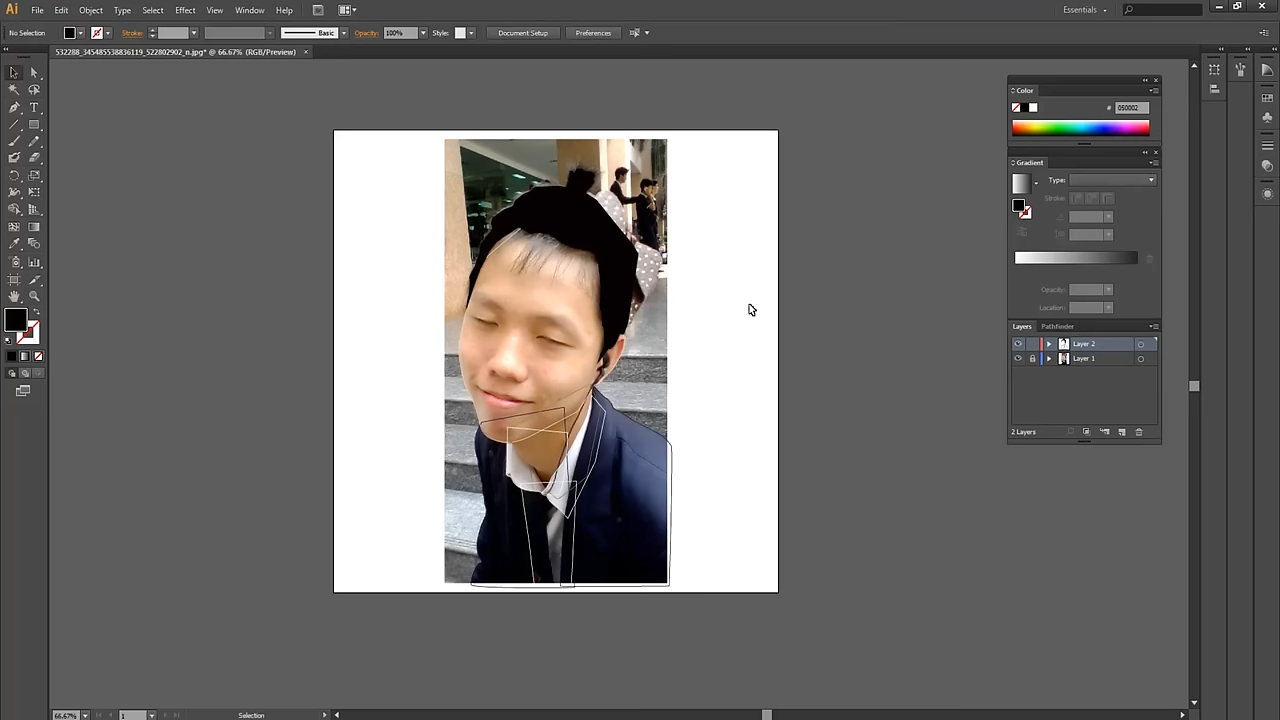 Ai File Edit Object Type Select Effect View Window Help Essentials
No Selection Stroke: Basic Opacity: 100% Style: Document Setup Preferences
532288_345485538836119_522802902_n.jpg* @ 66.67% (RGB/Preview) ×
Color
# 050002
Gradient
Type:
Stroke:
Opacity:
Location:
Layers Pathfinder
Layer 2
Layer 1
2 Layers
66.67% 1 Selection